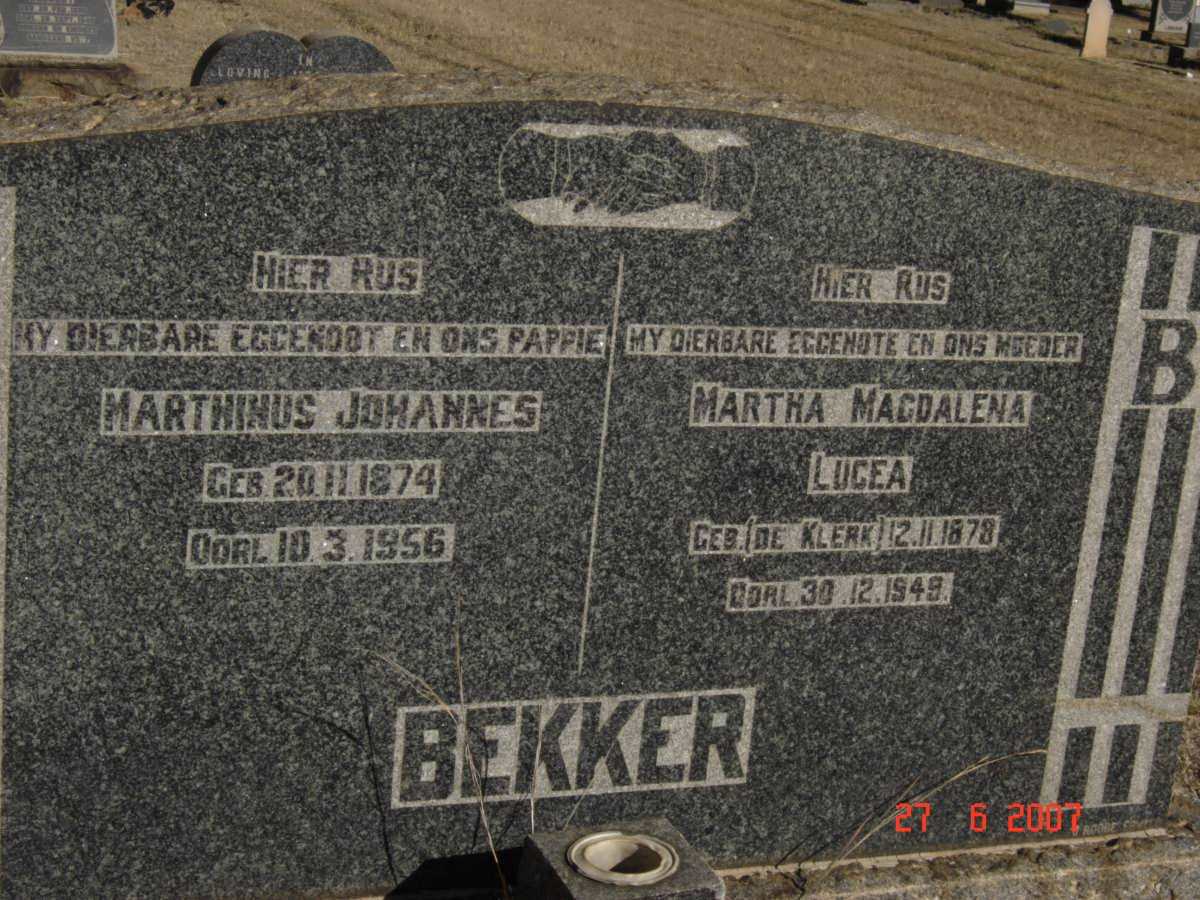 LOVING
IN
HIER RUS
MY DIERBARE EGGENOOT EN ONS PAPPIE
MARTHINUS JOHANNES
GEB 20.11.1874
OORL 10.3.1956
HIER RUS
MY DIERBARE EGGENOTE EN ONS MOEDER
MARTHA MAGDALENA
LUCEA
GEB.(DE KLERK) 12.11.1878
OORL 30.12.1949.
B
BEKKER
27 6 2007